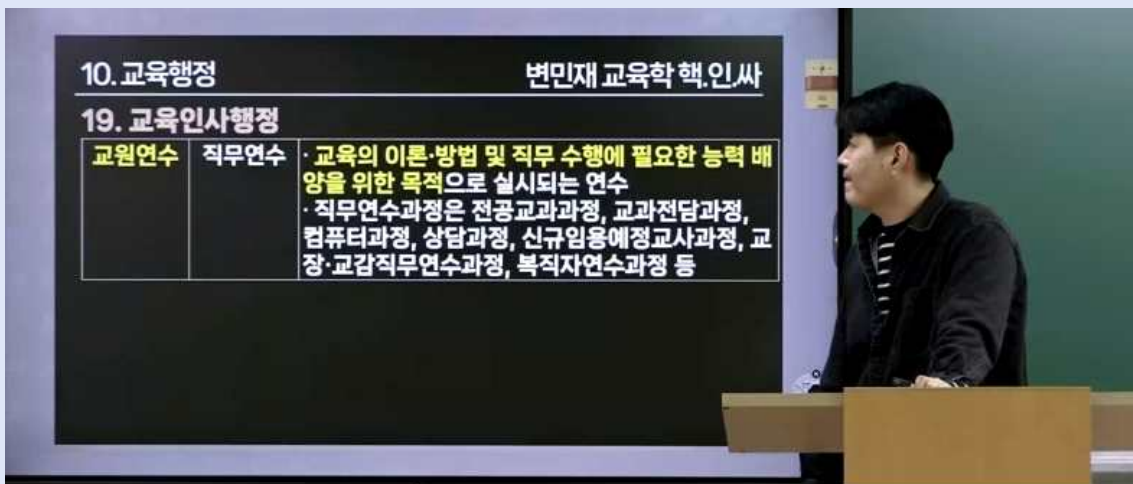 10. 교육행정 변민재 교육학 핵.인.싸
19. 교육인사행정
교원연수 직무연수 · 교육의 이론·방법 및 직무 수행에 필요한 능력 배
양을 위한 목적으로 실시되는 연수
· 직무연수과정은 전공교과과정, 교과전담과정,
컴퓨터과정, 상담과정, 신규임용예정교사과정, 교
장·교감직무연수과정, 복직자연수과정 등